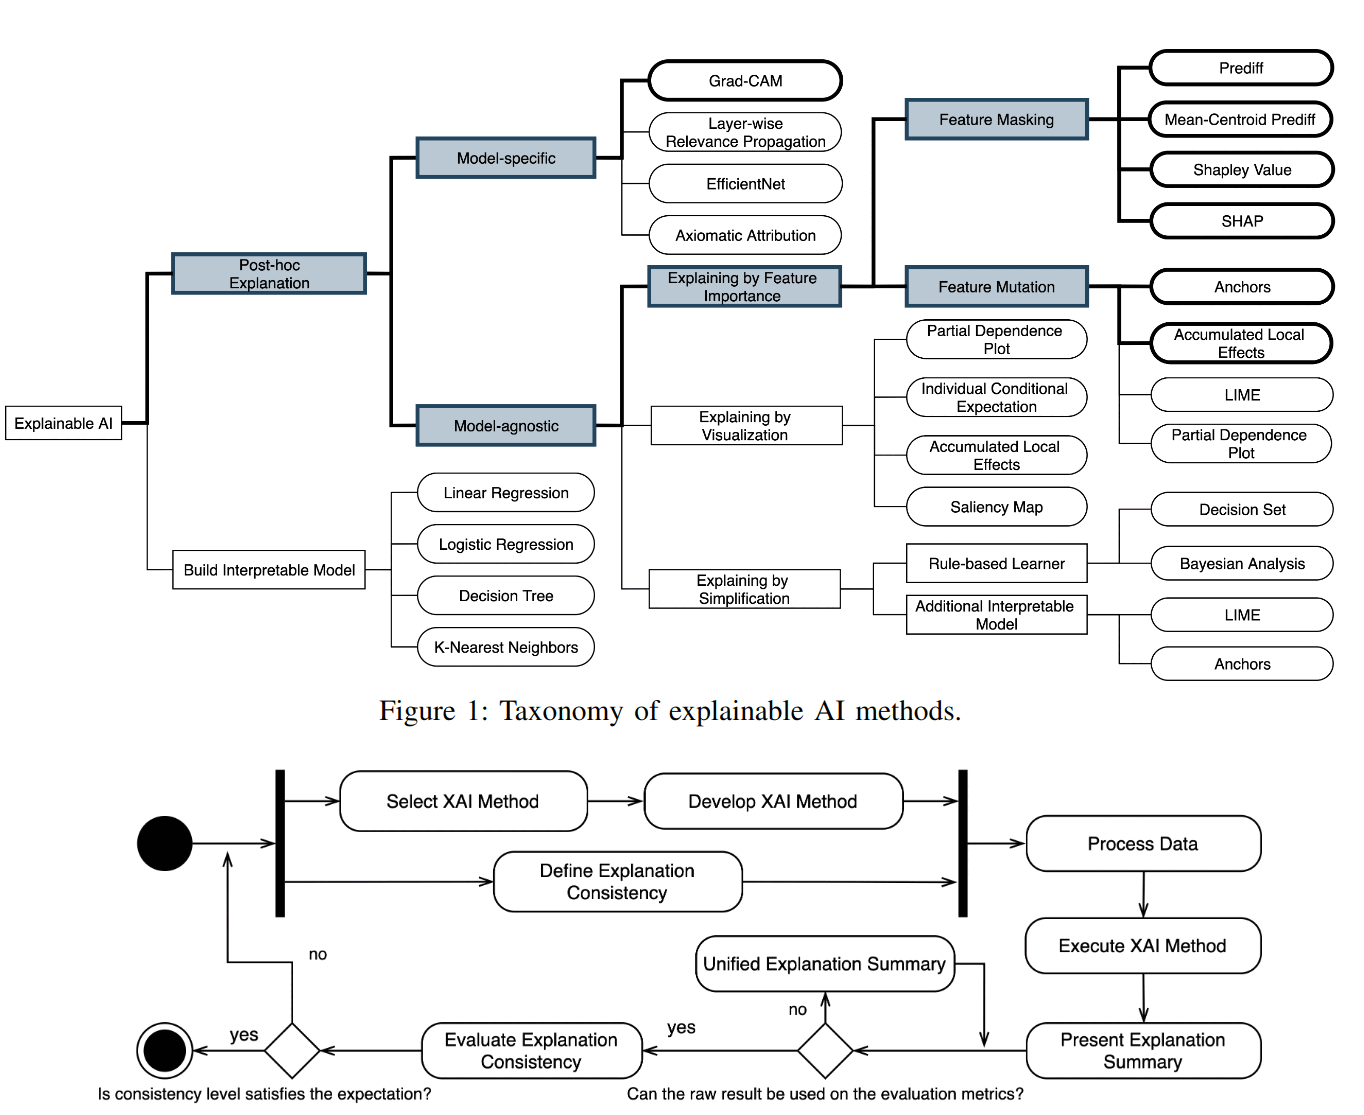 Explainable AI
Post-hoc
Explanation
Build Interpretable Model
Model-specific
Model-agnostic
Linear Regression
Logistic Regression
Decision Tree
K-Nearest Neighbors
Grad-CAM
Layer-wise
Relevance Propagation
EfficientNet
Axiomatic Attribution
Explaining by Feature
Importance
Explaining by
Visualization
Explaining by
Simplification
Feature Masking
Feature Mutation
Partial Dependence
Plot
Individual Conditional
Expectation
Accumulated Local
Effects
Saliency Map
Rule-based Learner
Additional Interpretable
Model
Prediff
Mean-Centroid Prediff
Shapley Value
SHAP
Anchors
Accumulated Local
Effects
LIME
Partial Dependence
Plot
Decision Set
Bayesian Analysis
LIME
Anchors
Figure 1: Taxonomy of explainable AI methods.
Select XAI Method
Develop XAI Method
Define Explanation
Consistency
Process Data
Execute XAI Method
Present Explanation
Summary
Unified Explanation Summary
no
yes
Evaluate Explanation
Consistency
no
yes
Is consistency level satisfies the expectation?
Can the raw result be used on the evaluation metrics?